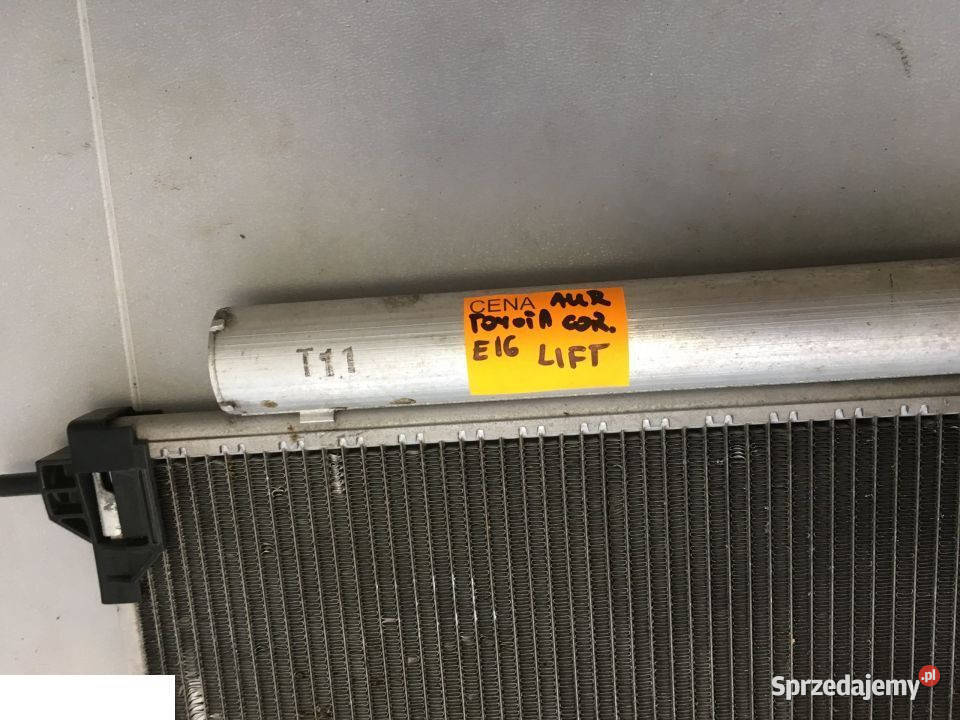 T11
CENA AUR
TOYOTA COR.
E16 LIFT
Sprzedajemy.pl